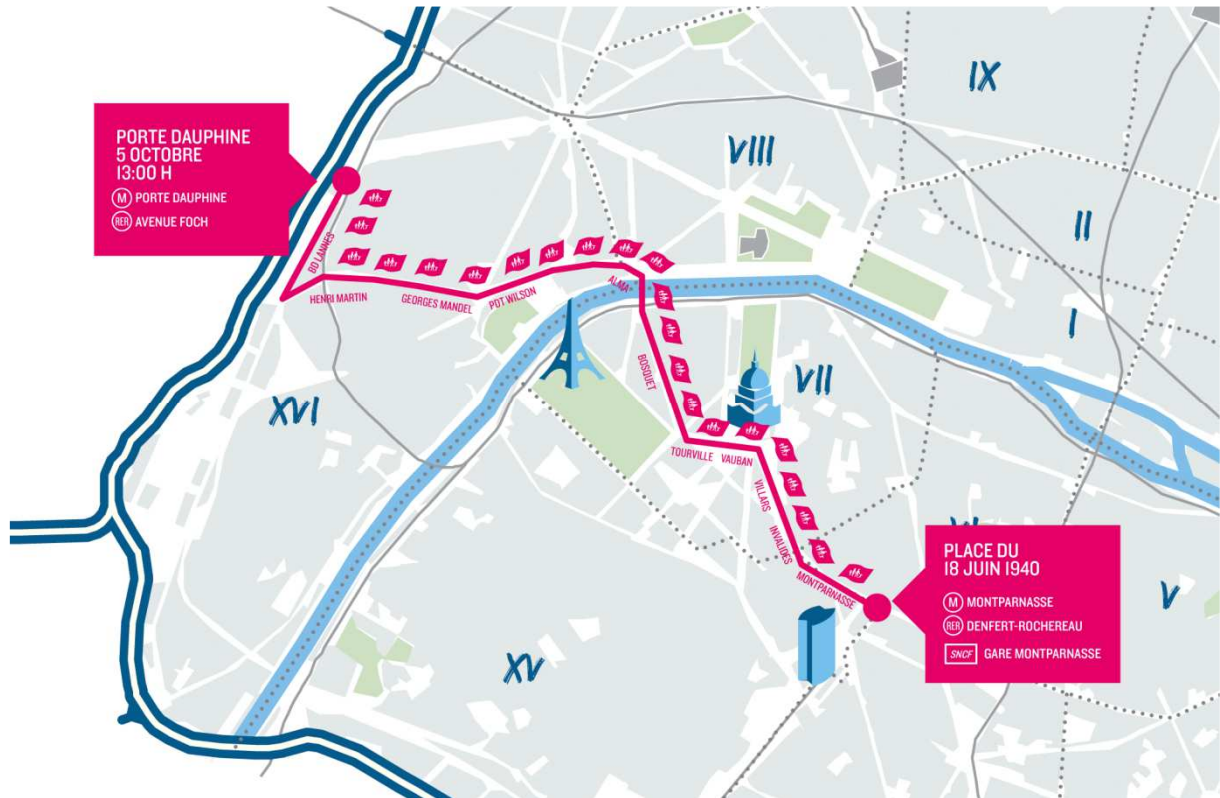 PORTE DAUPHINE
5 OCTOBRE
13:00 H
M PORTE DAUPHINE
RER AVENUE FOCH
IX
VIII
II
I
BD LANNES
HENRI MARTIN
GEORGES MANDEL
PDT WILSON
ALMA
BOSQUET
VII
XVI
TOURVILLE
VAUBAN
VILLARS
INVALIDES
MONTPARNASSE
PLACE DU
18 JUIN 1940
M MONTPARNASSE
RER DENFERT-ROCHEREAU
SNCF GARE MONTPARNASSE
V
XV